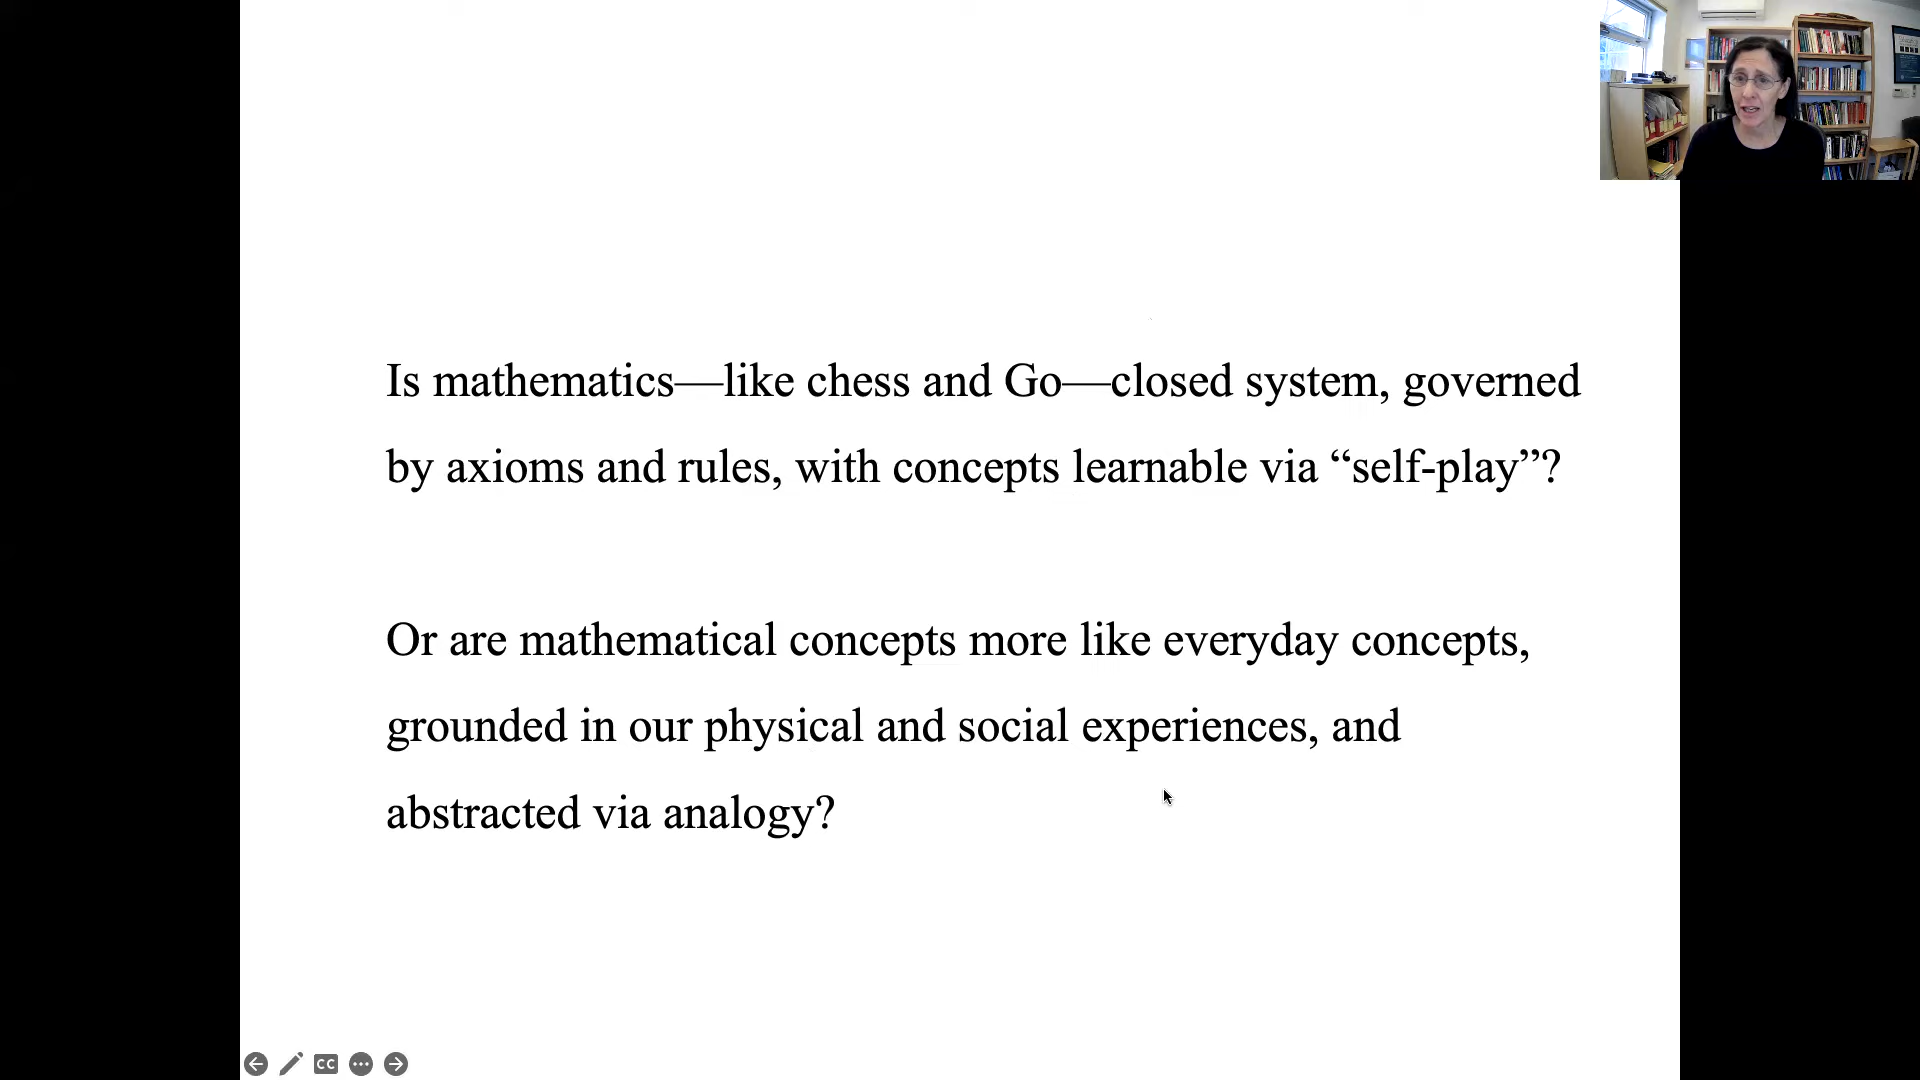 Is mathematics—like chess and Go—closed system, governed
by axioms and rules, with concepts learnable via “self-play”?
Or are mathematical concepts more like everyday concepts,
grounded in our physical and social experiences, and
abstracted via analogy?
CC